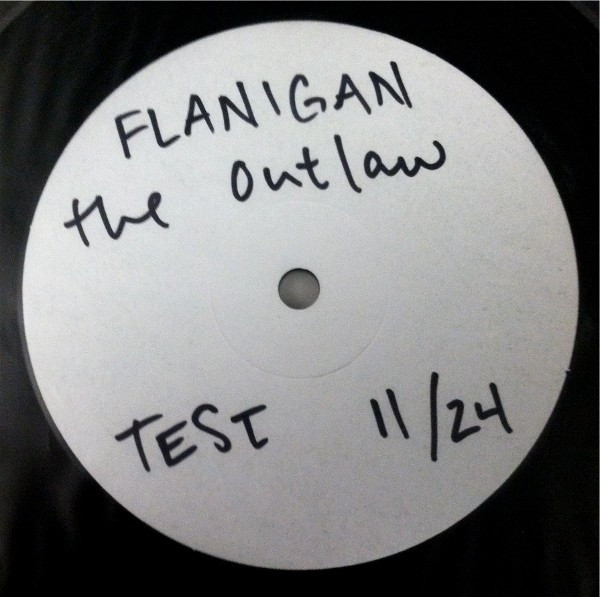 FLANIGAN
the outlaw
TEST 11/24